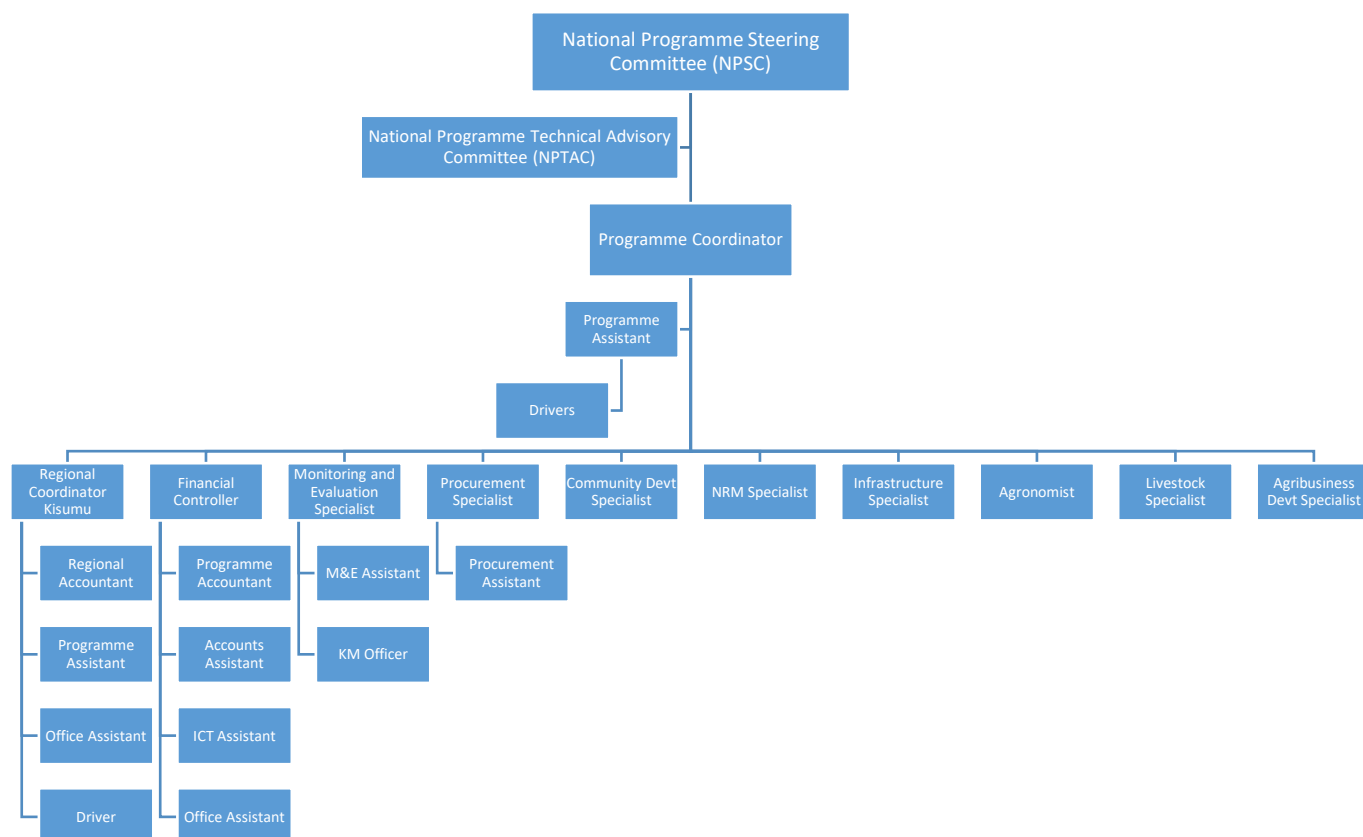 National Programme Steering
Committee (NPSC)
National Programme Technical Advisory
Committee (NPTAC)
Programme Coordinator
Programme
Assistant
Drivers
Regional
Coordinator
Kisumu
Financial
Controller
Monitoring and
Evaluation
Specialist
Procurement
Specialist
Community Devt
Specialist
NRM Specialist
Infrastructure
Specialist
Agronomist
Livestock
Specialist
Agribusiness
Devt Specialist
Regional
Accountant
Programme
Accountant
M&E Assistant
Procurement
Assistant
Programme
Assistant
Accounts
Assistant
KM Officer
Office Assistant
ICT Assistant
Driver
Office Assistant